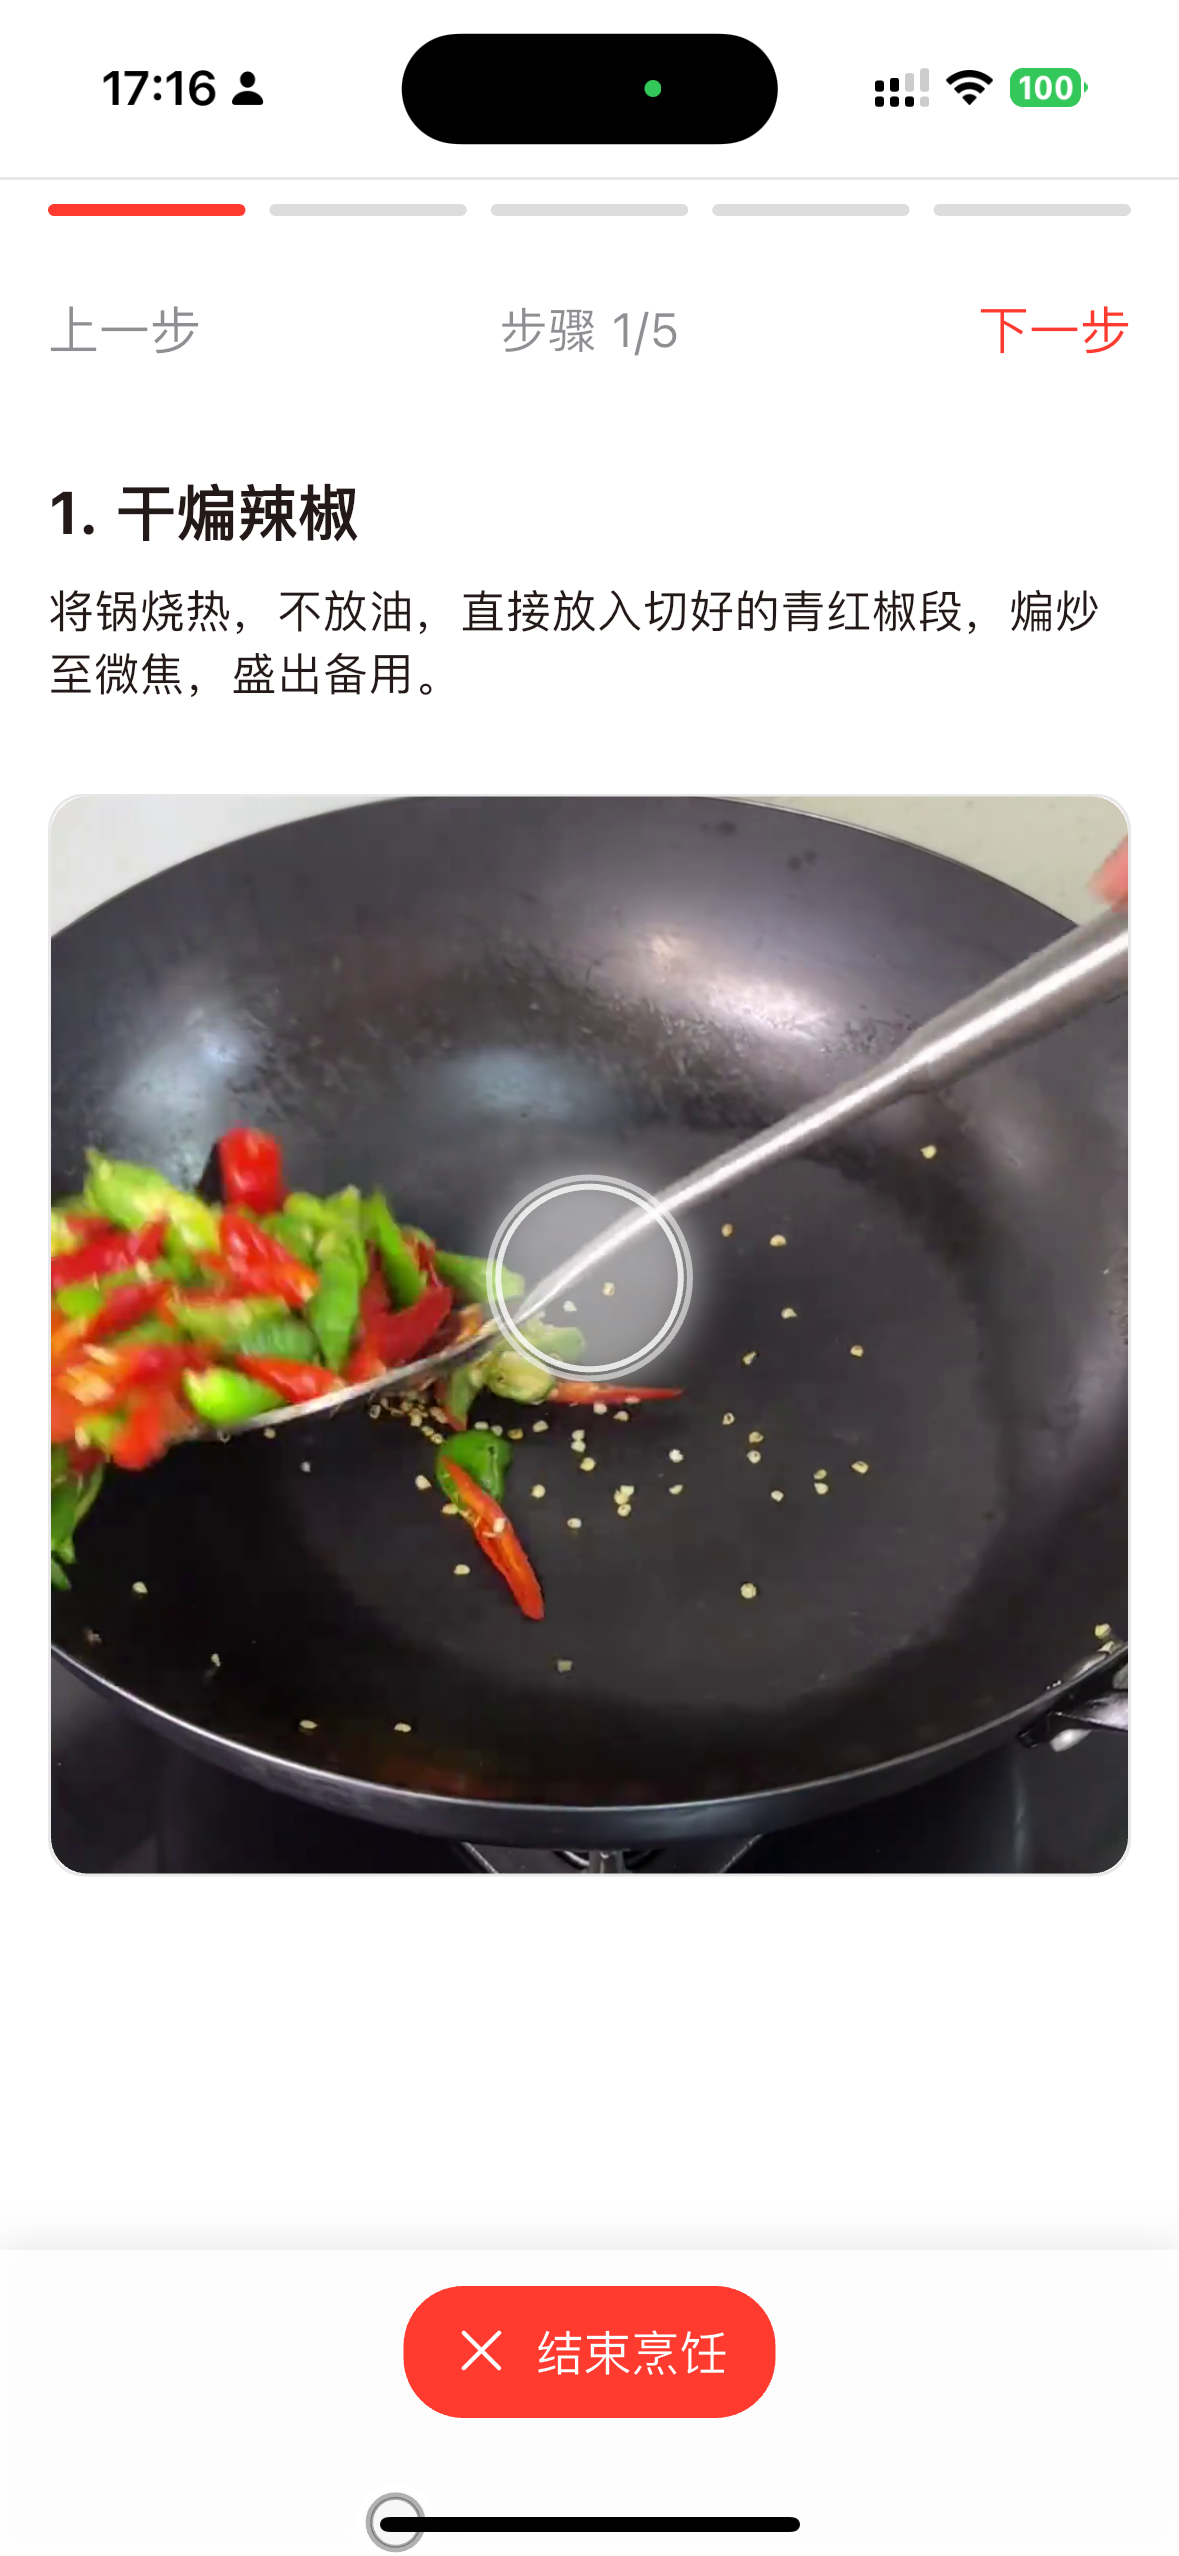 17:16
100
上一步
步骤 1/5
下一步
1. 干煸辣椒
将锅烧热，不放油，直接放入切好的青红椒段，煸炒
至微焦，盛出备用。
结束烹饪